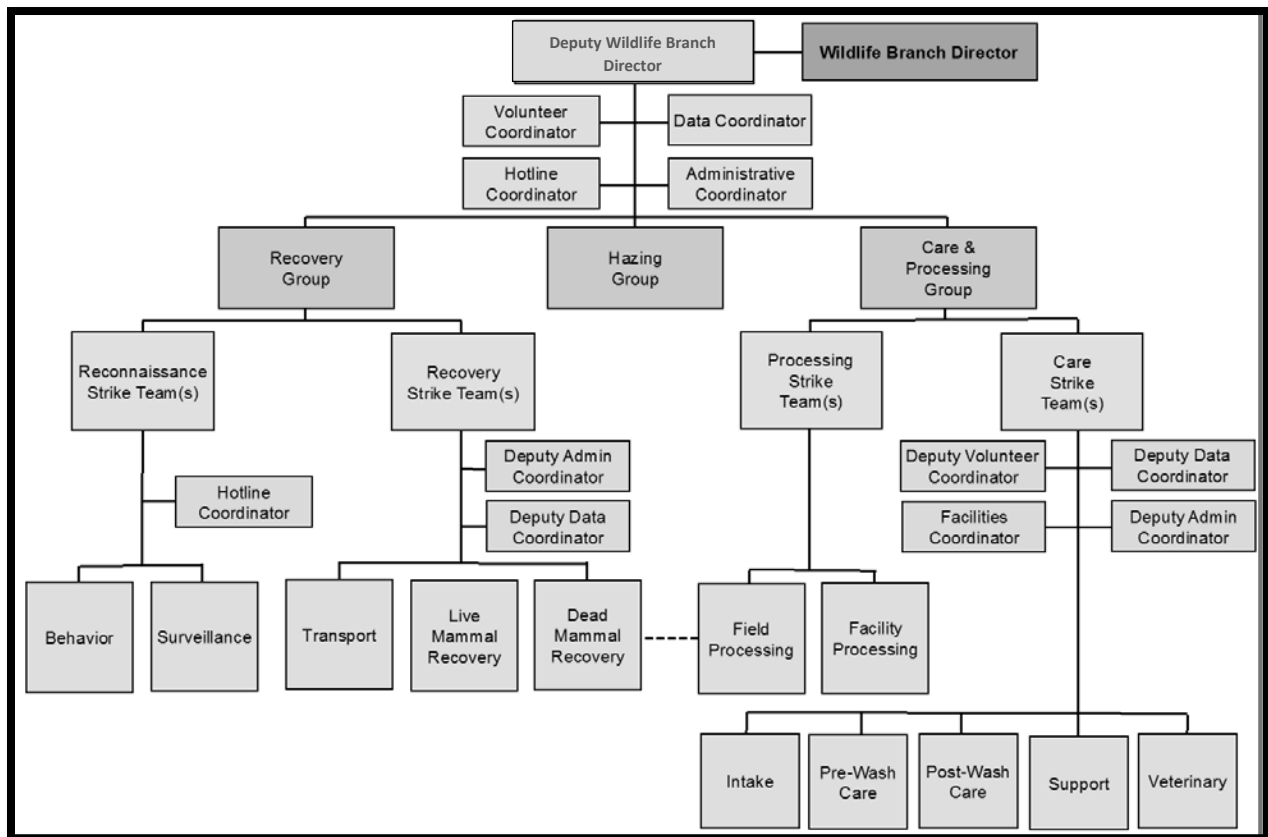 Deputy Wildlife Branch
Director
Wildlife Branch Director
Volunteer
Coordinator
Data Coordinator
Hotline
Coordinator
Administrative
Coordinator
Recovery
Group
Hazing
Group
Care &
Processing
Group
Reconnaissance
Strike Team(s)
Recovery
Strike Team(s)
Processing
Strike
Team(s)
Care
Strike
Team(s)
Hotline
Coordinator
Deputy Admin
Coordinator
Deputy Data
Coordinator
Deputy Volunteer
Coordinator
Deputy Data
Coordinator
Facilities
Coordinator
Deputy Admin
Coordinator
Behavior
Surveillance
Transport
Live
Mammal
Recovery
Dead
Mammal
Recovery
Field
Processing
Facility
Processing
Intake
Pre-Wash
Care
Post-Wash
Care
Support
Veterinary